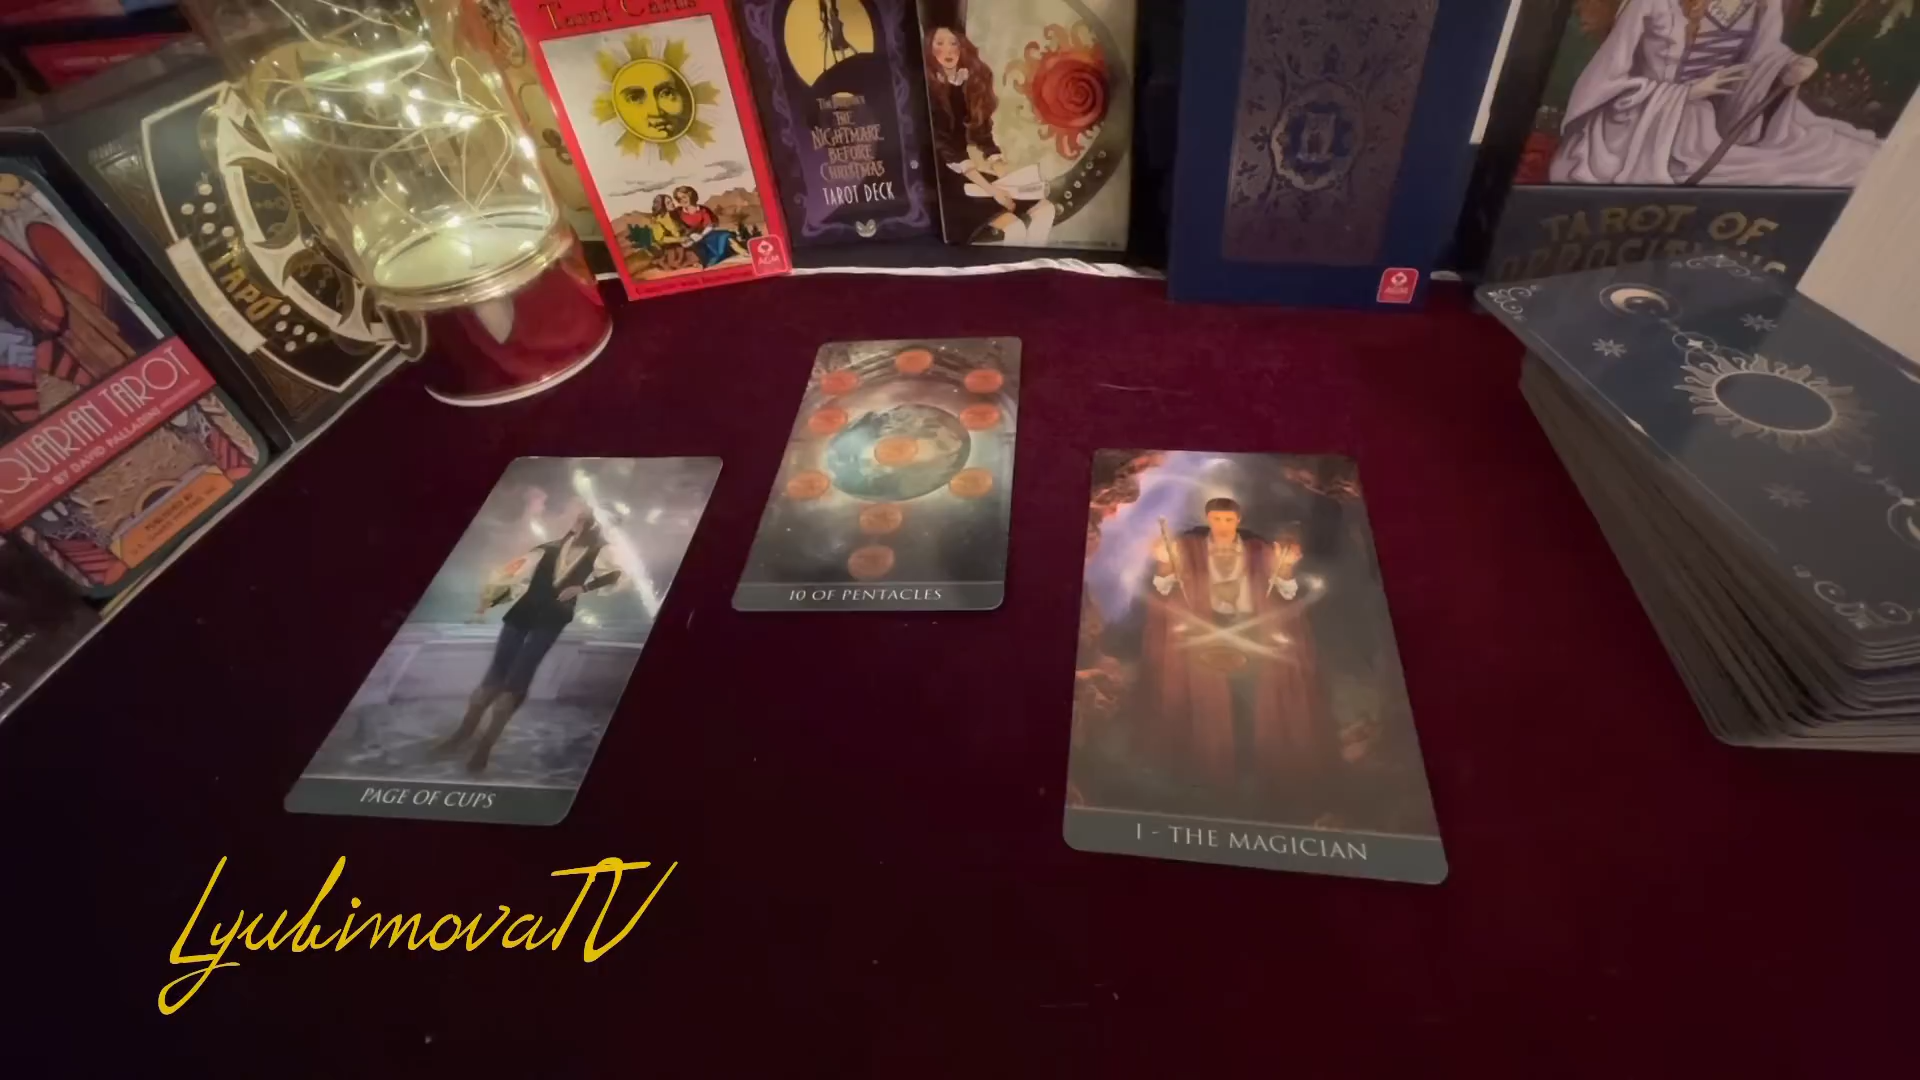 Tarot Cards
THE
NIGHTMARE
BEFORE
CHRISTMAS
TAROT DECK
AGM
AGM
TAROT OF
ТАРО
QUARIAN TAROT
BY DAVID PALLADINI
10 OF PENTACLES
PAGE OF CUPS
I - THE MAGICIAN
LyubimovaTV